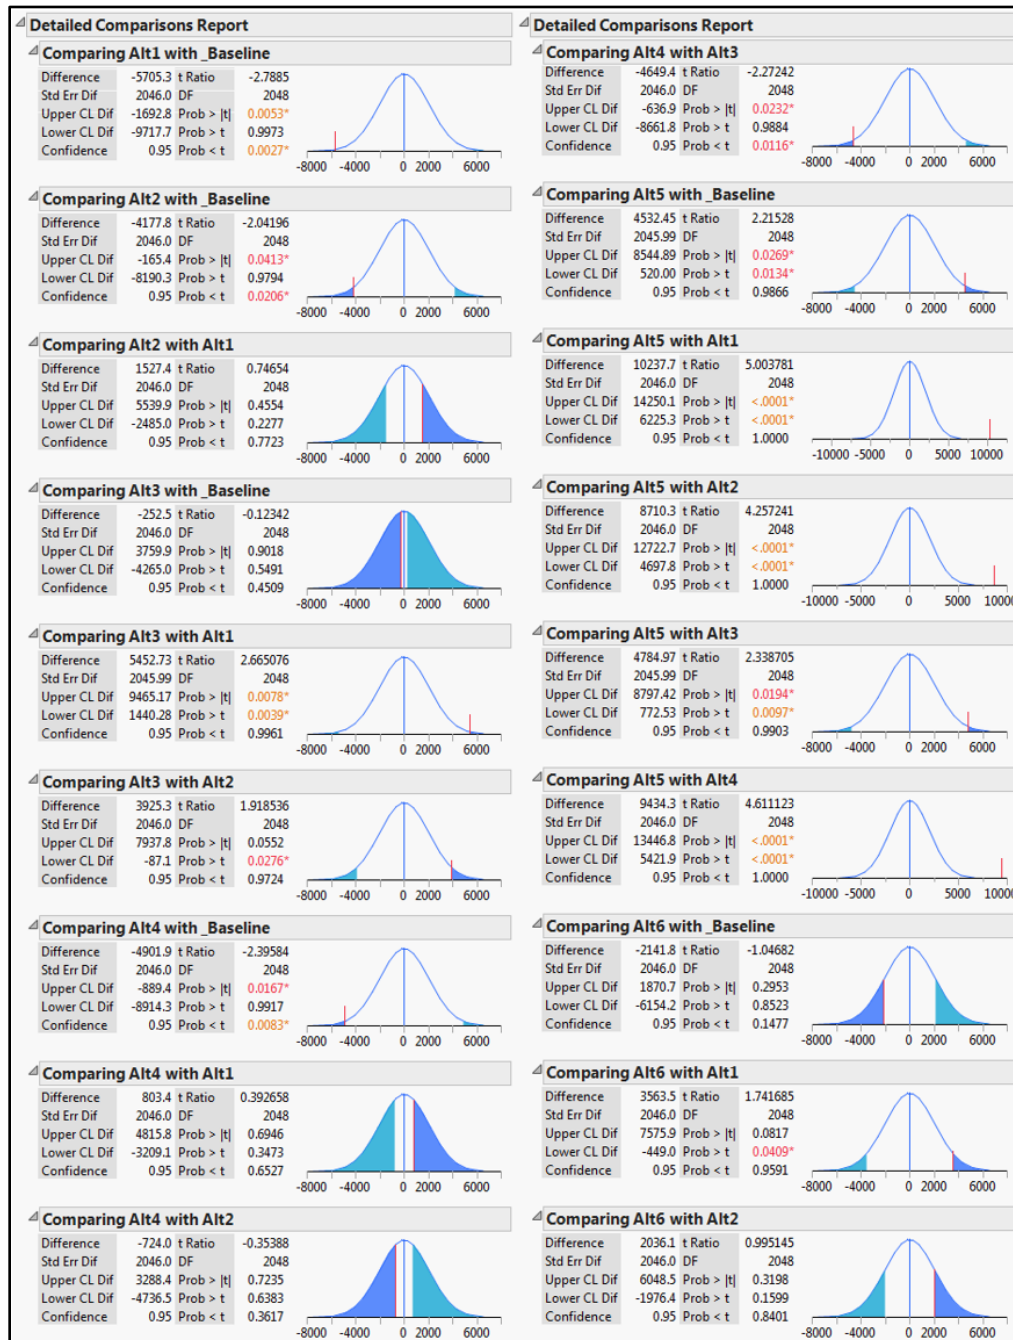 Detailed Comparisons Report
Comparing Alt1 with _Baseline
Difference -5705.3 t Ratio -2.7885
Std Err Dif 2046.0 DF 2048
Upper CL Dif -1692.8 Prob > |t| 0.0053*
Lower CL Dif -9717.7 Prob > t 0.9973
Confidence 0.95 Prob < t 0.0027*
-8000 -4000 0 2000 6000
Comparing Alt2 with _Baseline
Difference -4177.8 t Ratio -2.04196
Std Err Dif 2046.0 DF 2048
Upper CL Dif -165.4 Prob > |t| 0.0413*
Lower CL Dif -8190.3 Prob > t 0.9794
Confidence 0.95 Prob < t 0.0206*
-8000 -4000 0 2000 6000
Comparing Alt2 with Alt1
Difference 1527.4 t Ratio 0.74654
Std Err Dif 2046.0 DF 2048
Upper CL Dif 5539.9 Prob > |t| 0.4554
Lower CL Dif -2485.0 Prob > t 0.2277
Confidence 0.95 Prob < t 0.7723
-8000 -4000 0 2000 6000
Comparing Alt3 with _Baseline
Difference -252.5 t Ratio -0.12342
Std Err Dif 2046.0 DF 2048
Upper CL Dif 3759.9 Prob > |t| 0.9018
Lower CL Dif -4265.0 Prob > t 0.5491
Confidence 0.95 Prob < t 0.4509
-8000 -4000 0 2000 6000
Comparing Alt3 with Alt1
Difference 5452.73 t Ratio 2.665076
Std Err Dif 2045.99 DF 2048
Upper CL Dif 9465.17 Prob > |t| 0.0078*
Lower CL Dif 1440.28 Prob > t 0.0039*
Confidence 0.95 Prob < t 0.9961
-8000 -4000 0 2000 6000
Comparing Alt3 with Alt2
Difference 3925.3 t Ratio 1.918536
Std Err Dif 2046.0 DF 2048
Upper CL Dif 7937.8 Prob > |t| 0.0552
Lower CL Dif -87.1 Prob > t 0.0276*
Confidence 0.95 Prob < t 0.9724
-8000 -4000 0 2000 6000
Comparing Alt4 with _Baseline
Difference -4901.9 t Ratio -2.39584
Std Err Dif 2046.0 DF 2048
Upper CL Dif -889.4 Prob > |t| 0.0167*
Lower CL Dif -8914.3 Prob > t 0.9917
Confidence 0.95 Prob < t 0.0083*
-8000 -4000 0 2000 6000
Comparing Alt4 with Alt1
Difference 803.4 t Ratio 0.392658
Std Err Dif 2046.0 DF 2048
Upper CL Dif 4815.8 Prob > |t| 0.6946
Lower CL Dif -3209.1 Prob > t 0.3473
Confidence 0.95 Prob < t 0.6527
-8000 -4000 0 2000 6000
Comparing Alt4 with Alt2
Difference -724.0 t Ratio -0.35388
Std Err Dif 2046.0 DF 2048
Upper CL Dif 3288.4 Prob > |t| 0.7235
Lower CL Dif -4736.5 Prob > t 0.6383
Confidence 0.95 Prob < t 0.3617
-8000 -4000 0 2000 6000
Detailed Comparisons Report
Comparing Alt4 with Alt3
Difference -4649.4 t Ratio -2.27242
Std Err Dif 2046.0 DF 2048
Upper CL Dif -636.9 Prob > |t| 0.0232*
Lower CL Dif -8661.8 Prob > t 0.9884
Confidence 0.95 Prob < t 0.0116*
-8000 -4000 0 2000 6000
Comparing Alt5 with _Baseline
Difference 4532.45 t Ratio 2.21528
Std Err Dif 2045.99 DF 2048
Upper CL Dif 8544.89 Prob > |t| 0.0269*
Lower CL Dif 520.00 Prob > t 0.0134*
Confidence 0.95 Prob < t 0.9866
-8000 -4000 0 2000 6000
Comparing Alt5 with Alt1
Difference 10237.7 t Ratio 5.003781
Std Err Dif 2046.0 DF 2048
Upper CL Dif 14250.1 Prob > |t| <.0001*
Lower CL Dif 6225.3 Prob > t <.0001*
Confidence 0.95 Prob < t 1.0000
-10000 -5000 0 5000 10000
Comparing Alt5 with Alt2
Difference 8710.3 t Ratio 4.257241
Std Err Dif 2046.0 DF 2048
Upper CL Dif 12722.7 Prob > |t| <.0001*
Lower CL Dif 4697.8 Prob > t <.0001*
Confidence 0.95 Prob < t 1.0000
-10000 -5000 0 5000 10000
Comparing Alt5 with Alt3
Difference 4784.97 t Ratio 2.338705
Std Err Dif 2045.99 DF 2048
Upper CL Dif 8797.42 Prob > |t| 0.0194*
Lower CL Dif 772.53 Prob > t 0.0097*
Confidence 0.95 Prob < t 0.9903
-8000 -4000 0 2000 6000
Comparing Alt5 with Alt4
Difference 9434.3 t Ratio 4.611123
Std Err Dif 2046.0 DF 2048
Upper CL Dif 13446.8 Prob > |t| <.0001*
Lower CL Dif 5421.9 Prob > t <.0001*
Confidence 0.95 Prob < t 1.0000
-10000 -5000 0 5000 10000
Comparing Alt6 with _Baseline
Difference -2141.8 t Ratio -1.04682
Std Err Dif 2046.0 DF 2048
Upper CL Dif 1870.7 Prob > |t| 0.2953
Lower CL Dif -6154.2 Prob > t 0.8523
Confidence 0.95 Prob < t 0.1477
-8000 -4000 0 2000 6000
Comparing Alt6 with Alt1
Difference 3563.5 t Ratio 1.741685
Std Err Dif 2046.0 DF 2048
Upper CL Dif 7575.9 Prob > |t| 0.0817
Lower CL Dif -449.0 Prob > t 0.0409*
Confidence 0.95 Prob < t 0.9591
-8000 -4000 0 2000 6000
Comparing Alt6 with Alt2
Difference 2036.1 t Ratio 0.995145
Std Err Dif 2046.0 DF 2048
Upper CL Dif 6048.5 Prob > |t| 0.3198
Lower CL Dif -1976.4 Prob > t 0.1599
Confidence 0.95 Prob < t 0.8401
-8000 -4000 0 2000 6000